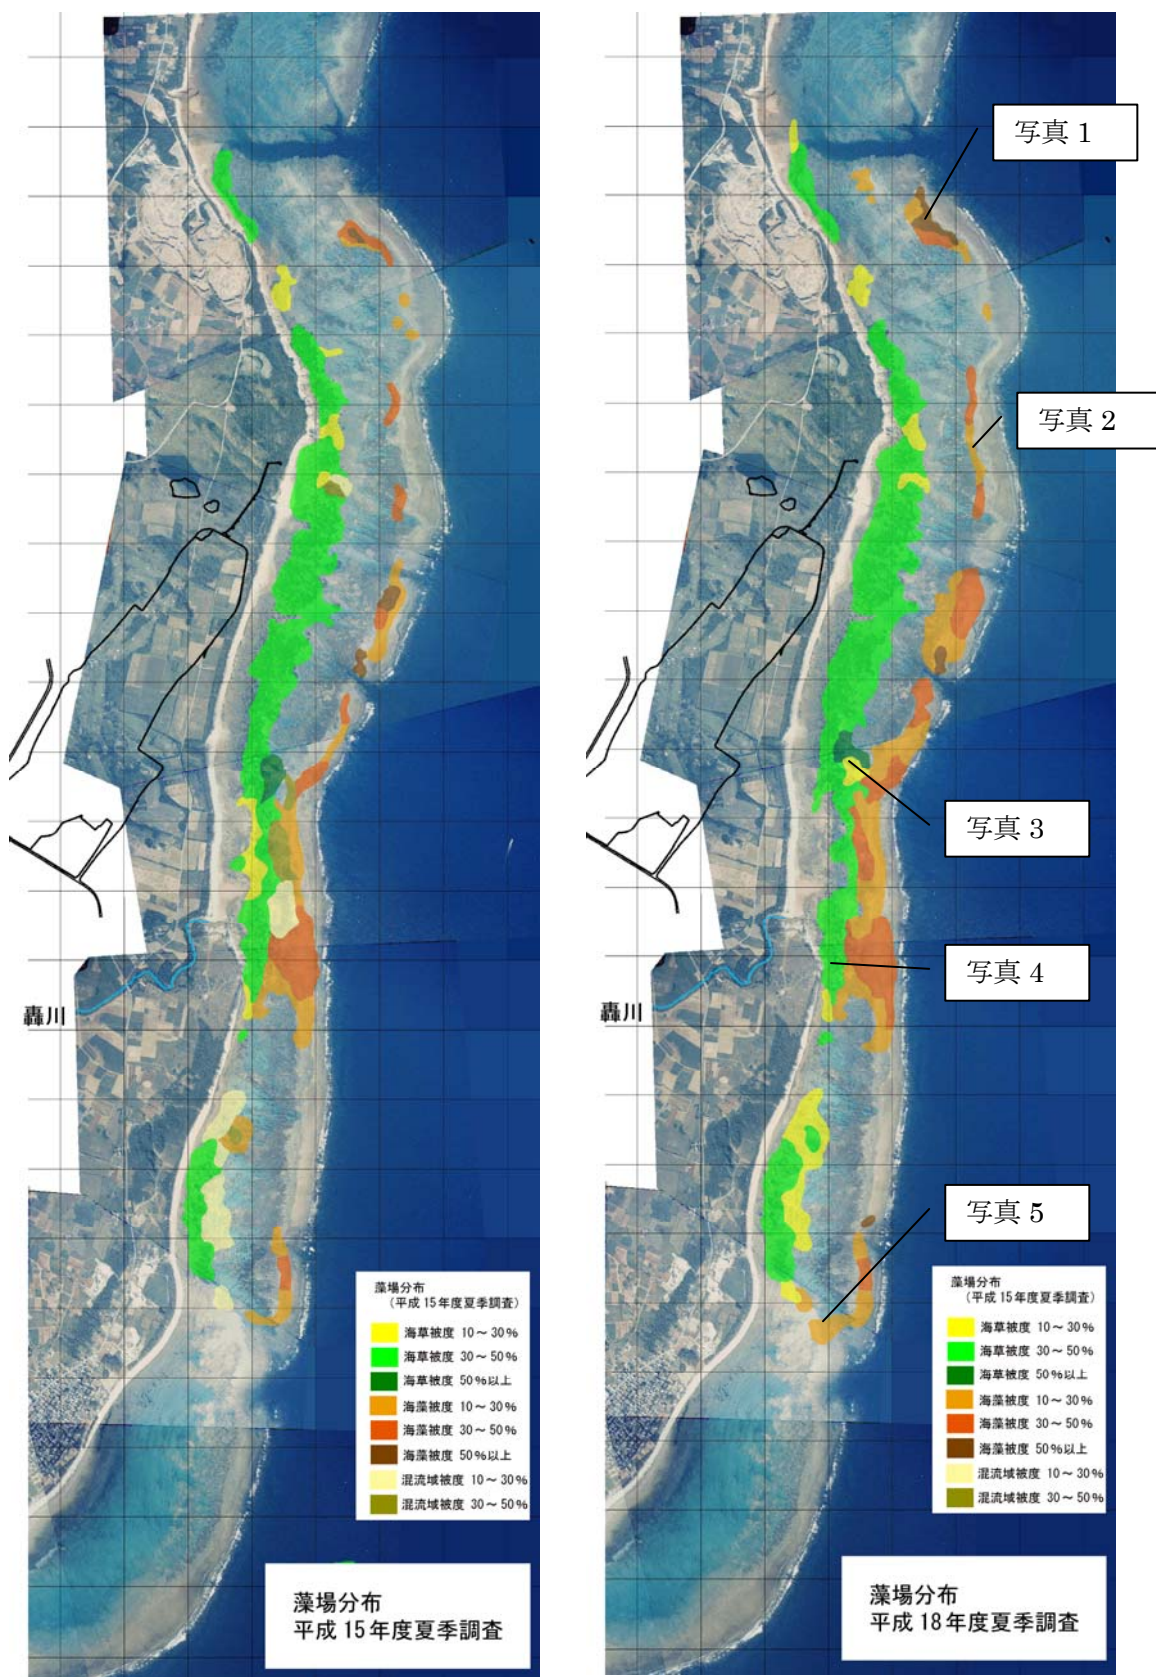 轟川
藻場分布
(平成15年度夏季調査)
海草被度 10～30%
海草被度 30～50%
海草被度 50%以上
海藻被度 10～30%
海藻被度 30～50%
海藻被度 50%以上
混流域被度 10～30%
混流域被度 30～50%
藻場分布
平成15年度夏季調査
写真 1
写真 2
写真 3
写真 4
轟川
写真 5
藻場分布
(平成15年度夏季調査)
海草被度 10～30%
海草被度 30～50%
海草被度 50%以上
海藻被度 10～30%
海藻被度 30～50%
海藻被度 50%以上
混流域被度 10～30%
混流域被度 30～50%
藻場分布
平成18年度夏季調査